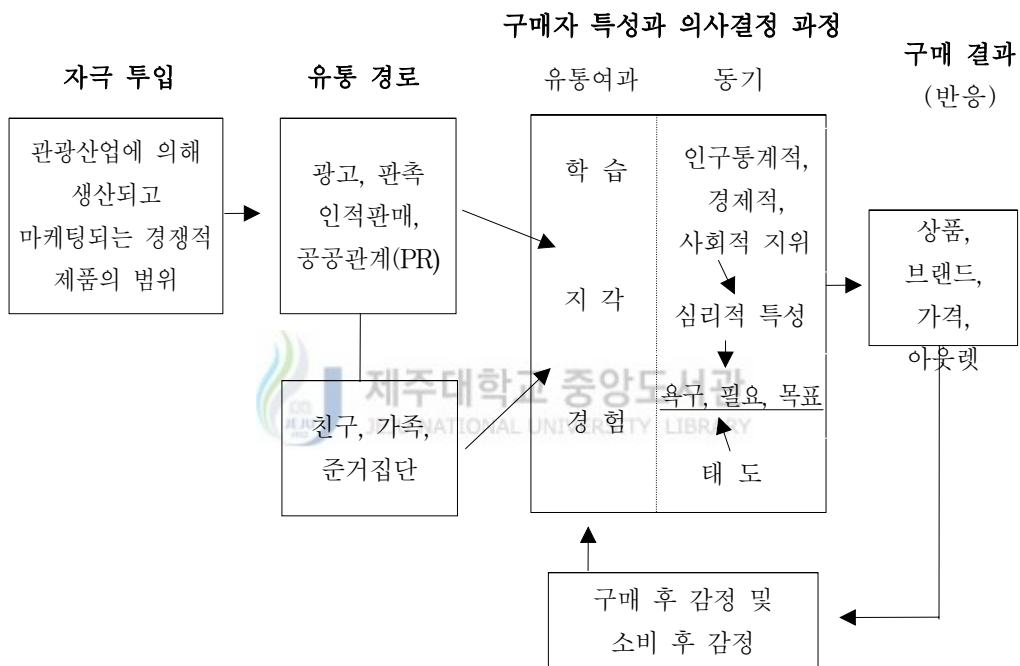 구매자 특성과 의사결정 과정
자극 투입
유통 경로
유통여과
동기
구매 결과
(반응)
관광산업에 의해
생산되고
마케팅되는 경쟁적
제품의 범위
광고, 판촉
인적판매,
공공관계(PR)
친구, 가족,
준거집단
학 습
지 각
경 험
인구통계적,
경제적,
사회적 지위
심리적 특성
욕구, 필요, 목표
태 도
상품,
브랜드,
가격,
아웃렛
구매 후 감정 및
소비 후 감정
제주대학교 중앙도서관
JEJU NATIONAL UNIVERSITY LIBRARY